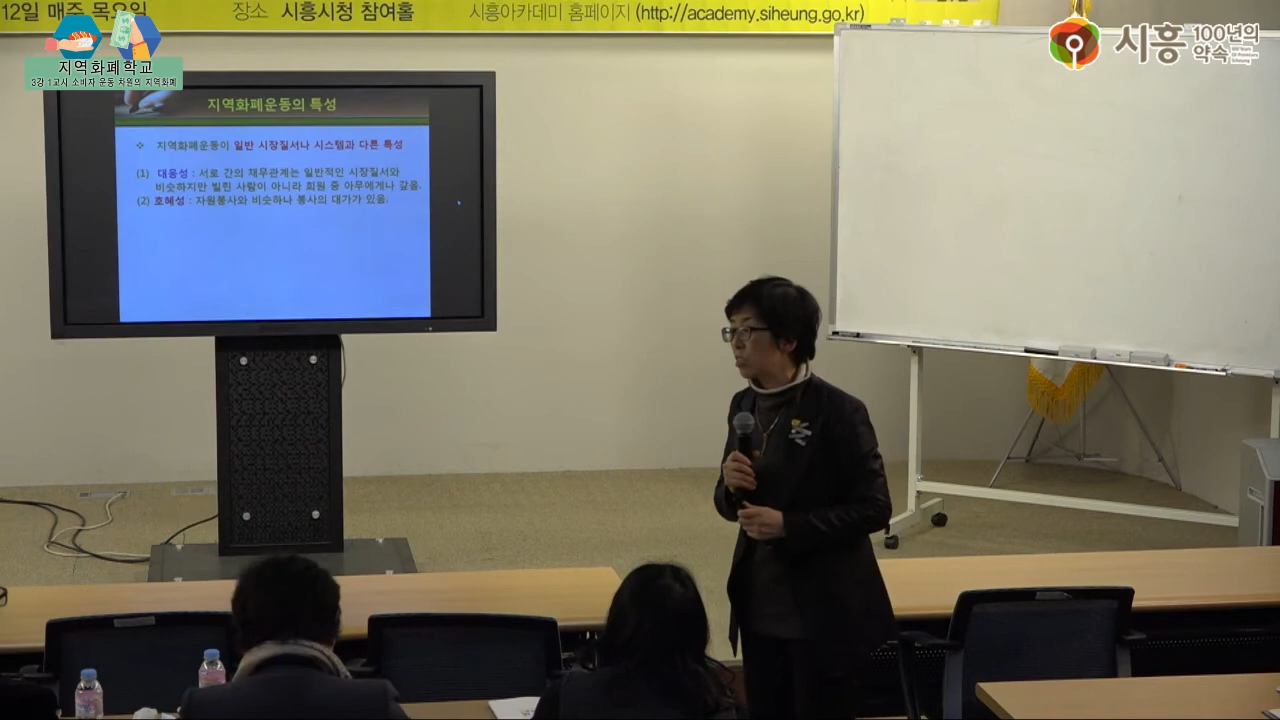 12일 매주 목요일 장소 시흥시청 참여홀 시흥아카데미 홈페이지 (http://academy.siheung.go.kr)
지역화폐학교
3강 1교시 소비자 운동 차원의 지역화폐
시흥 100년의 약속
지역화폐운동의 특성
❖ 지역화폐운동이 일반 시장질서나 시스템과 다른 특성
(1) 대응성 : 서로 간의 채무관계는 일반적인 시장질서와
비슷하지만 빌린 사람이 아니라 회원 중 아무에게나 갚음.
(2) 호혜성 : 자원봉사와 비슷하나 봉사의 대가가 있음.